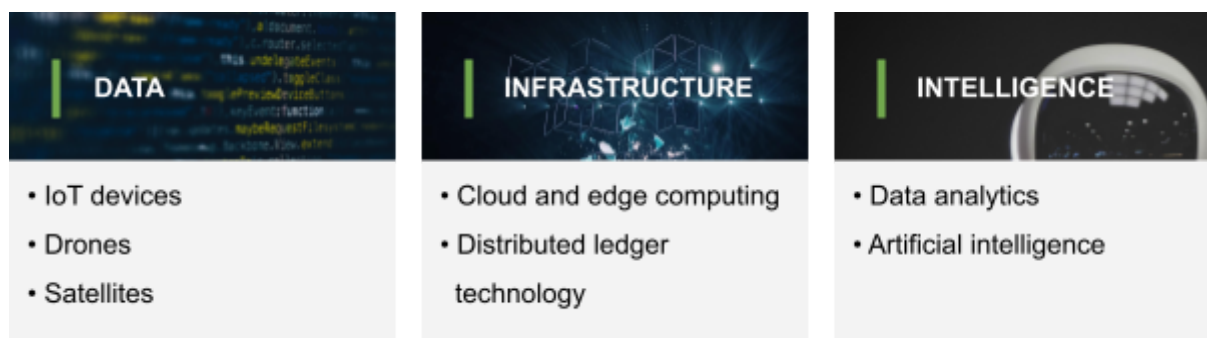 DATA
• IoT devices
• Drones
• Satellites
INFRASTRUCTURE
• Cloud and edge computing
• Distributed ledger
technology
INTELLIGENCE
• Data analytics
• Artificial intelligence